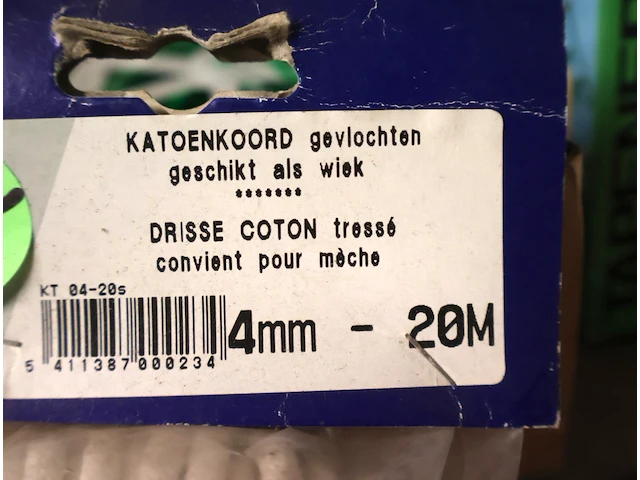 KATOENKOORD gevlochten
geschikt als wiek
*******
DRISSE COTON tressé
convient pour mèche
KT 04-20s
4mm - 20M
5 411387 000234